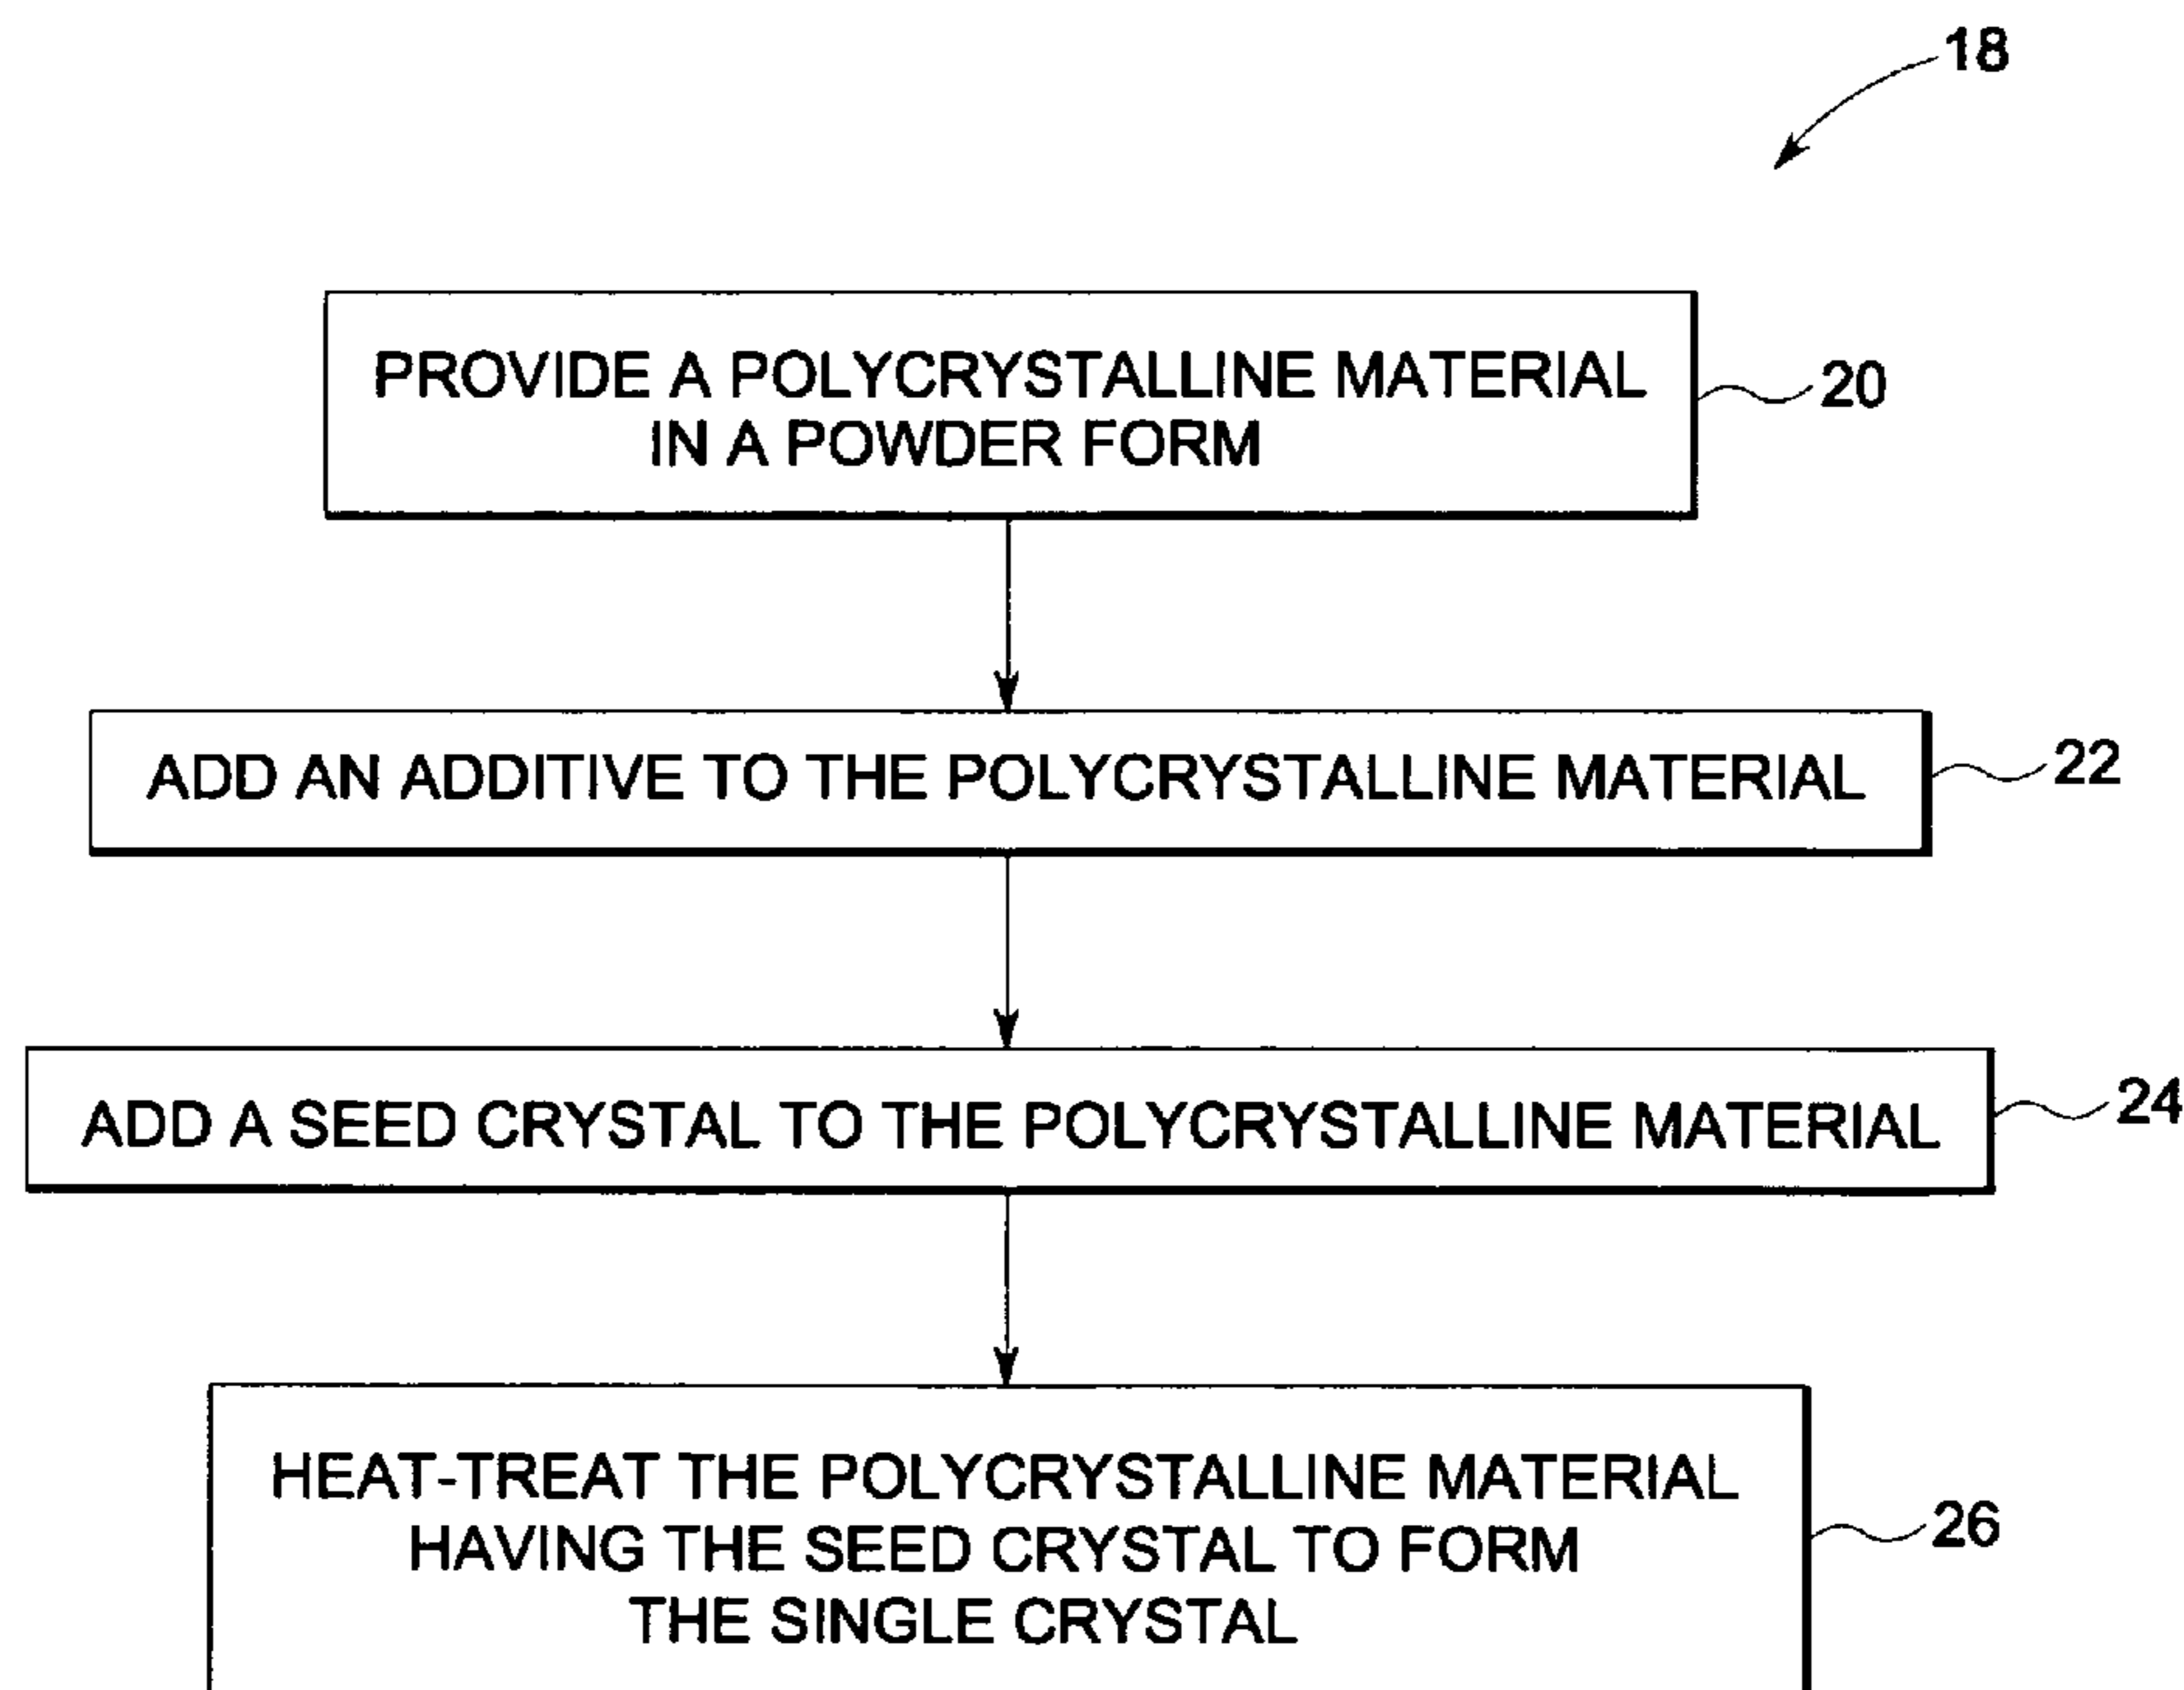 18
PROVIDE A POLYCRYSTALLINE MATERIAL
IN A POWDER FORM
20
ADD AN ADDITIVE TO THE POLYCRYSTALLINE MATERIAL
22
ADD A SEED CRYSTAL TO THE POLYCRYSTALLINE MATERIAL
24
HEAT-TREAT THE POLYCRYSTALLINE MATERIAL
HAVING THE SEED CRYSTAL TO FORM
THE SINGLE CRYSTAL
26